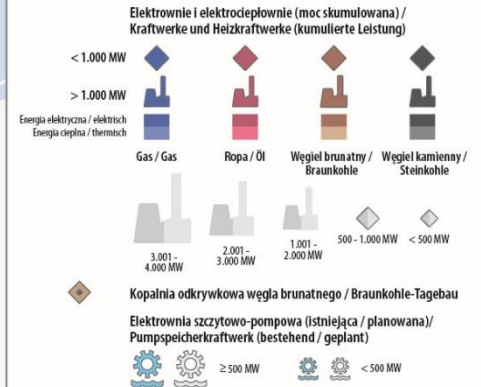 Elektrownie i elektrociepłownie (moc skumulowana) /
Kraftwerke und Heizkraftwerke (kumulierte Leistung)
< 1.000 MW
> 1.000 MW
Energia elektryczna / elektrisch
Energia cieplna / thermisch
Gas / Gas
Ropa / Öl
Węgiel brunatny /
Braunkohle
Węgiel kamienny /
Steinkohle
3.001 -
4.000 MW
2.001 -
3.000 MW
1.001 -
2.000 MW
500 - 1.000 MW
< 500 MW
Kopalnia odkrywkowa węgla brunatnego / Braunkohle-Tagebau
Elektrownia szczytowo-pompowa (istniejąca / planowana)/
Pumpspeicherkraftwerk (bestehend / geplant)
≥ 500 MW
< 500 MW